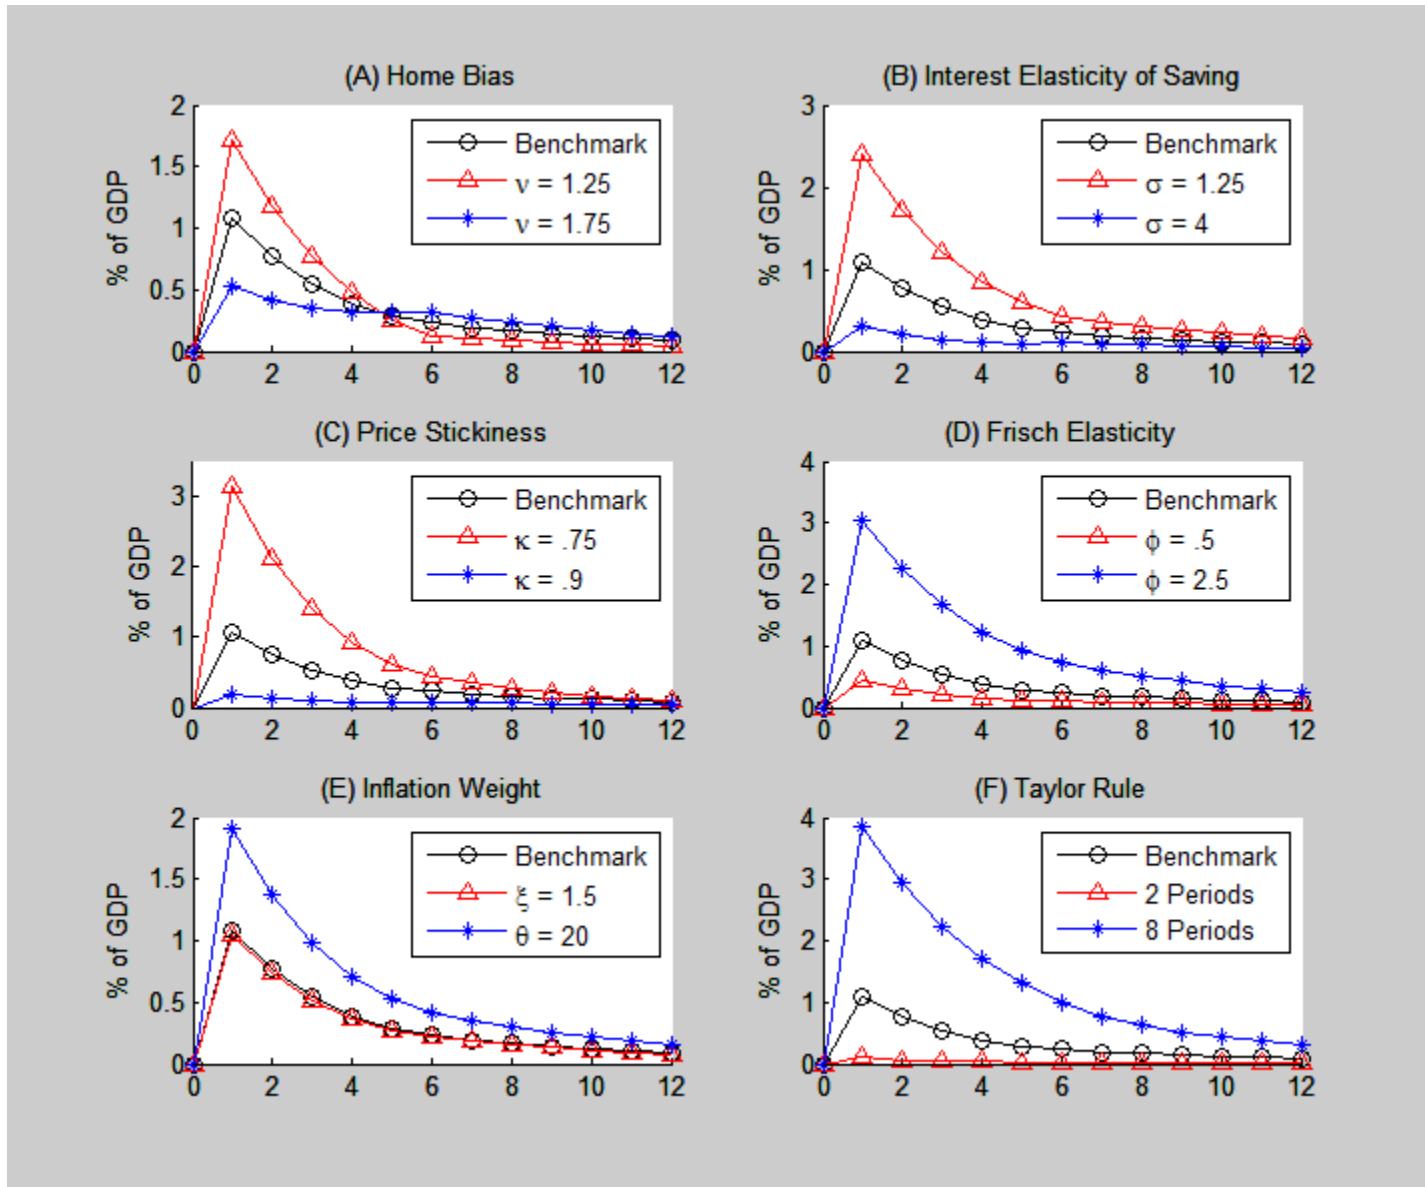 (A) Home Bias
2
1.5
1
0.5
0
% of GDP
Benchmark
ν = 1.25
ν = 1.75
0 2 4 6 8 10 12
(B) Interest Elasticity of Saving
3
2
1
0
% of GDP
Benchmark
σ = 1.25
σ = 4
0 2 4 6 8 10 12
(C) Price Stickiness
3
2
1
0
% of GDP
Benchmark
κ = .75
κ = .9
0 2 4 6 8 10 12
(D) Frisch Elasticity
4
3
2
1
0
% of GDP
Benchmark
ϕ = .5
ϕ = 2.5
0 2 4 6 8 10 12
(E) Inflation Weight
2
1.5
1
0.5
0
% of GDP
Benchmark
ξ = 1.5
θ = 20
0 2 4 6 8 10 12
(F) Taylor Rule
4
3
2
1
0
% of GDP
Benchmark
2 Periods
8 Periods
0 2 4 6 8 10 12